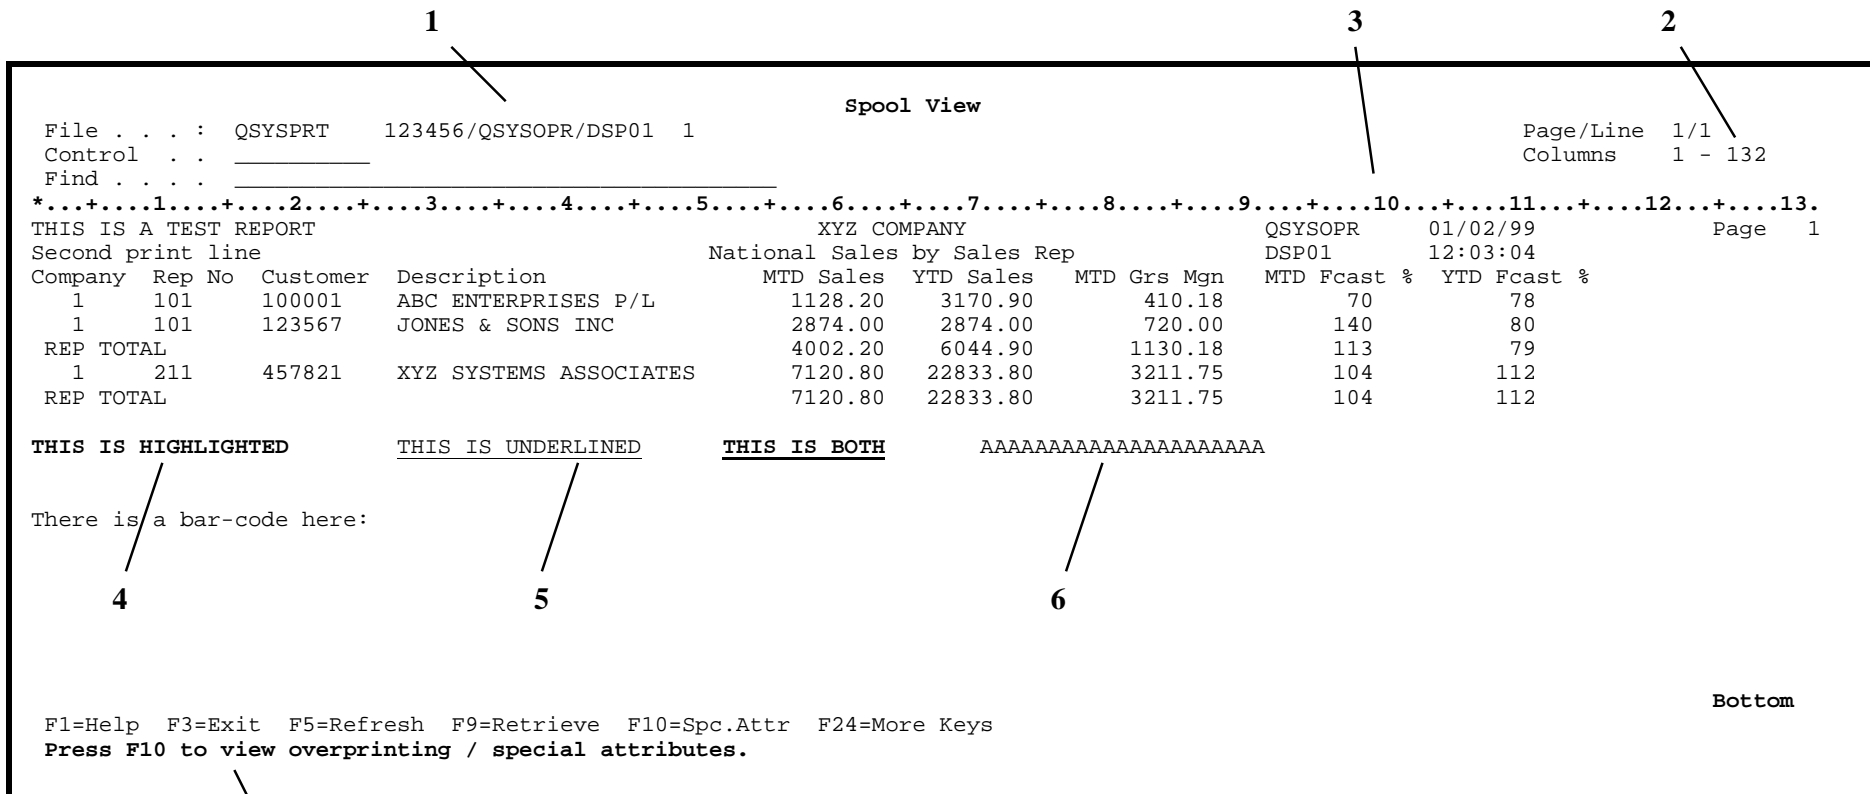 1 3 2
Spool View
File . . . : QSYSPRT 123456/QSYSOPR/DSP01 1 Page/Line 1/1
Control . . __________ Columns 1 - 132
Find . . . . ________________________________________
*...+....1....+....2....+....3....+....4....+....5....+....6....+....7....+....8....+....9....+....10...+....11...+....12...+....13.
THIS IS A TEST REPORT XYZ COMPANY QSYSOPR 01/02/99 Page 1
Second print line National Sales by Sales Rep DSP01 12:03:04
Company Rep No Customer Description MTD Sales YTD Sales MTD Grs Mgn MTD Fcast % YTD Fcast %
1 101 100001 ABC ENTERPRISES P/L 1128.20 3170.90 410.18 70 78
1 101 123567 JONES & SONS INC 2874.00 2874.00 720.00 140 80
REP TOTAL 4002.20 6044.90 1130.18 113 79
1 211 457821 XYZ SYSTEMS ASSOCIATES 7120.80 22833.80 3211.75 104 112
REP TOTAL 7120.80 22833.80 3211.75 104 112
THIS IS HIGHLIGHTED THIS IS UNDERLINED THIS IS BOTH AAAAAAAAAAAAAAAAAAAAA
There is a bar-code here:
4 5 6
Bottom
F1=Help F3=Exit F5=Refresh F9=Retrieve F10=Spc.Attr F24=More Keys
Press F10 to view overprinting / special attributes.